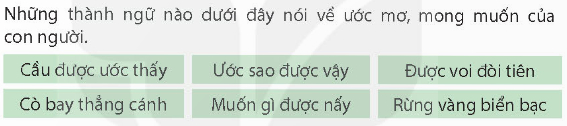 Những thành ngữ nào dưới đây nói về ước mơ, mong muốn của
con người.
Cầu được ước thấy Ước sao được vậy Được voi đòi tiên
Cò bay thẳng cánh Muốn gì được nấy Rừng vàng biển bạc